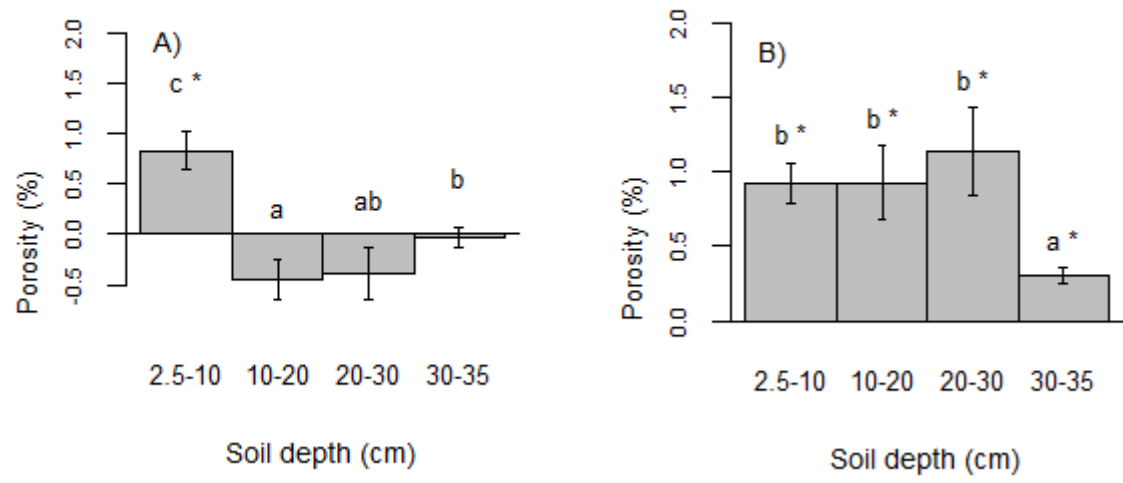 A)
Porosity (%)
2.0
1.5
1.0
0.5
0.0
-0.5
c *
a
ab
b
2.5-10 10-20 20-30 30-35
Soil depth (cm)
B)
Porosity (%)
2.0
1.5
1.0
0.5
0.0
b *
b *
b *
a *
2.5-10 10-20 20-30 30-35
Soil depth (cm)